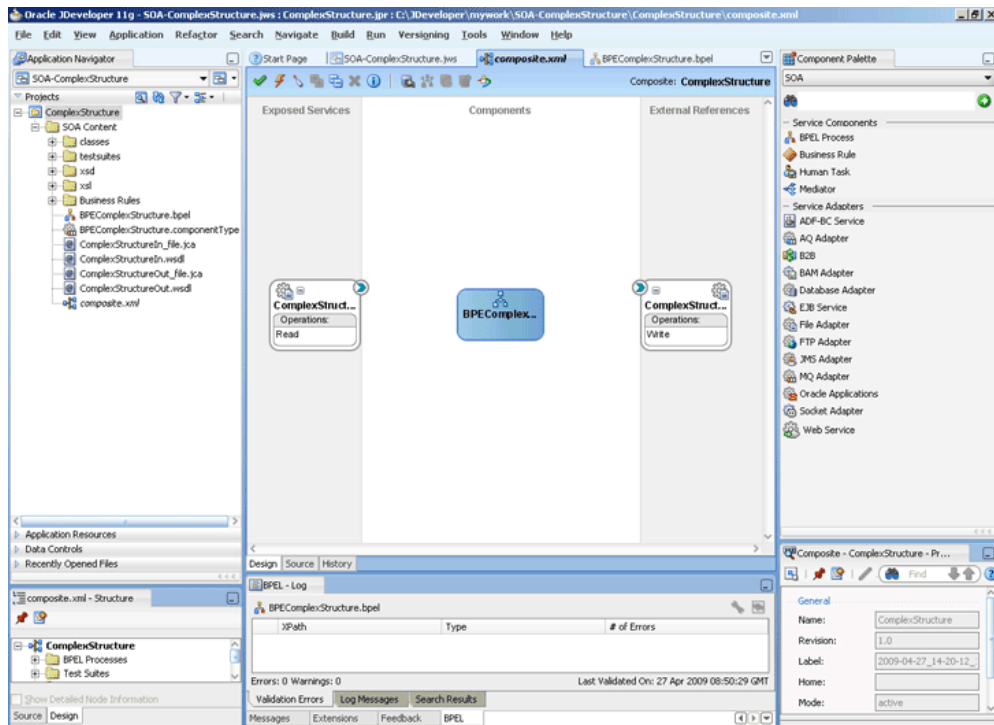 Oracle JDeveloper 11g - SOA-ComplexStructure.jws : ComplexStructure.jpr : C:\JDeveloper\mywork\SOA-ComplexStructure\ComplexStructure\composite.xml
File Edit View Application Refactor Search Navigate Build Run Versigning Tools Window Help
Application Navigator
SOA-ComplexStructure
Projects
ComplexStructure
SOA Content
classes
testsuites
xsd
xsl
Business Rules
BPEComplexStructure.bpel
BPEComplexStructure.componentType
ComplexStructureIn_file.jca
ComplexStructureIn.wsdl
ComplexStructureOut_file.jca
ComplexStructureOut.wsdl
composite.xml
Application Resources
Data Controls
Recently Opened Files
composite.xml - Structure
ComplexStructure
BPEL Processes
Test Suites
Show Detailed Node Information
Source Design
Start Page SOA-ComplexStructure.jws composite.xml BPEComplexStructure.bpel
Composite: ComplexStructure
Exposed Services Components External References
ComplexStruct...
Operations:
Read
BPEComplex...
ComplexStruct...
Operations:
Write
Design Source History
BPEL - Log
BPEComplexStructure.bpel
XPath Type # of Errors
Errors: 0 Warnings: 0 Last Validated On: 27 Apr 2009 08:50:29 GMT
Validation Errors Log Messages Search Results
Messages Extensions Feedback BPEL
Component Palette
SOA
Service Components
BPEL Process
Business Rule
Human Task
Mediator
Service Adapters
ADF-BC Service
AQ Adapter
B2B
BAM Adapter
Database Adapter
EJB Service
File Adapter
FTP Adapter
JMS Adapter
MQ Adapter
Oracle Applications
Socket Adapter
Web Service
Composite - ComplexStructure - Pr...
Find
General
Name: ComplexStructure
Revision: 1.0
Label: 2009-04-27_14-20-12_
Home:
Mode: active